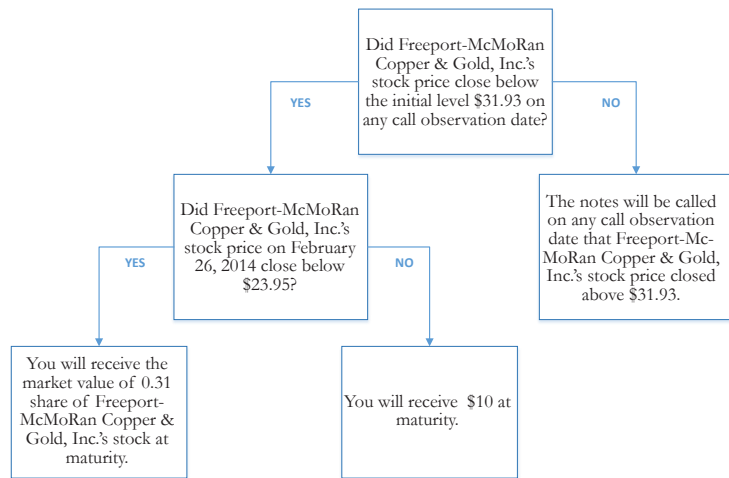 Did Freeport-McMoRan
Copper & Gold, Inc.'s
stock price close below
the initial level $31.93 on
any call observation date?
YES
NO
Did Freeport-McMoRan
Copper & Gold, Inc.'s
stock price on February
26, 2014 close below
$23.95?
The notes will be called
on any call observation
date that Freeport-Mc-
MoRan Copper & Gold,
Inc.'s stock price closed
above $31.93.
YES
NO
You will receive the
market value of 0.31
share of Freeport-
McMoRan Copper &
Gold, Inc.'s stock at
maturity.
You will receive $10 at
maturity.